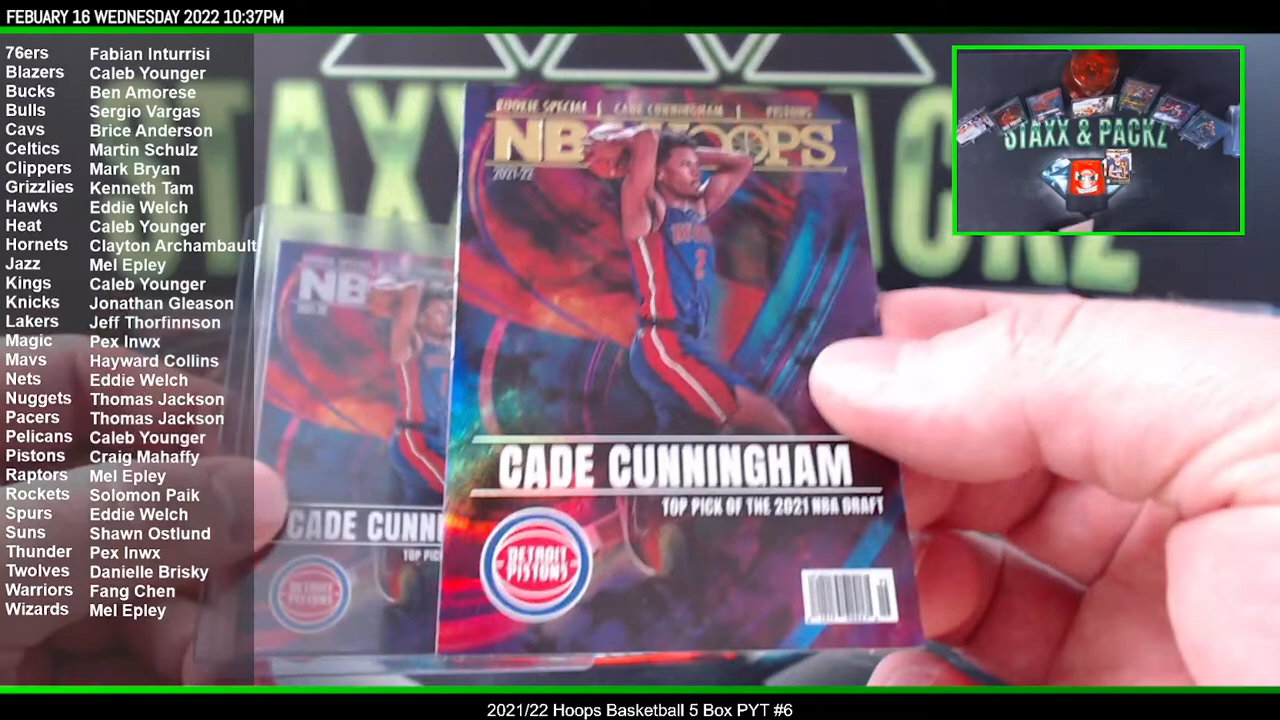 FEBUARY 16 WEDNESDAY 2022 10:37PM
76ers Fabian Inturrisi
Blazers Caleb Younger
Bucks Ben Amorese
Bulls Sergio Vargas
Cavs Brice Anderson
Celtics Martin Schulz
Clippers Mark Bryan
Grizzlies Kenneth Tam
Hawks Eddie Welch
Heat Caleb Younger
Hornets Clayton Archambault
Jazz Mel Epley
Kings Caleb Younger
Knicks Jonathan Gleason
Lakers Jeff Thorfinnson
Magic Pex Inwx
Mavs Hayward Collins
Nets Eddie Welch
Nuggets Thomas Jackson
Pacers Thomas Jackson
Pelicans Caleb Younger
Pistons Craig Mahaffy
Raptors Mel Epley
Rockets Solomon Paik
Spurs Eddie Welch
Suns Shawn Ostlund
Thunder Pex Inwx
Twolves Danielle Brisky
Warriors Fang Chen
Wizards Mel Epley
ROOKIE SPECIAL | CADE CUNNINGHAM | PISTONS
NBA HOOPS
2021-22
CADE CUNNINGHAM
TOP PICK OF THE 2021 NBA DRAFT
DETROIT
PISTONS
NB
CADE CUNN
TOP PIC
STAXX & PACKZ
2021/22 Hoops Basketball 5 Box PYT #6